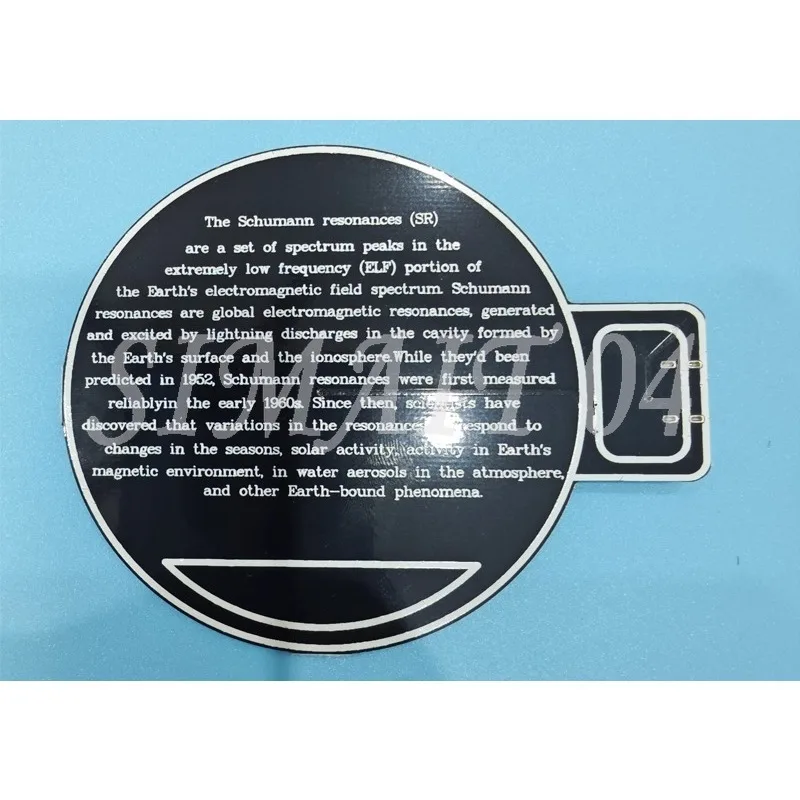 The Schumann resonances (SR)
are a set of spectrum peaks in the
extremely low frequency (ELF) portion of
the Earth's electromagnetic field spectrum. Schumann
resonances are global electromagnetic resonances, generated
and excited by lightning discharges in the cavity formed by
the Earth's surface and the ionosphere.While they'd been
predicted in 1952, Schumann resonances were first measured
reliablyin the early 1960s. Since then, scientists have
discovered that variations in the resonances respond to
changes in the seasons, solar activity, activity in Earth's
magnetic environment, in water aerosols in the atmosphere,
and other Earth-bound phenomena.
SIMAIT 04